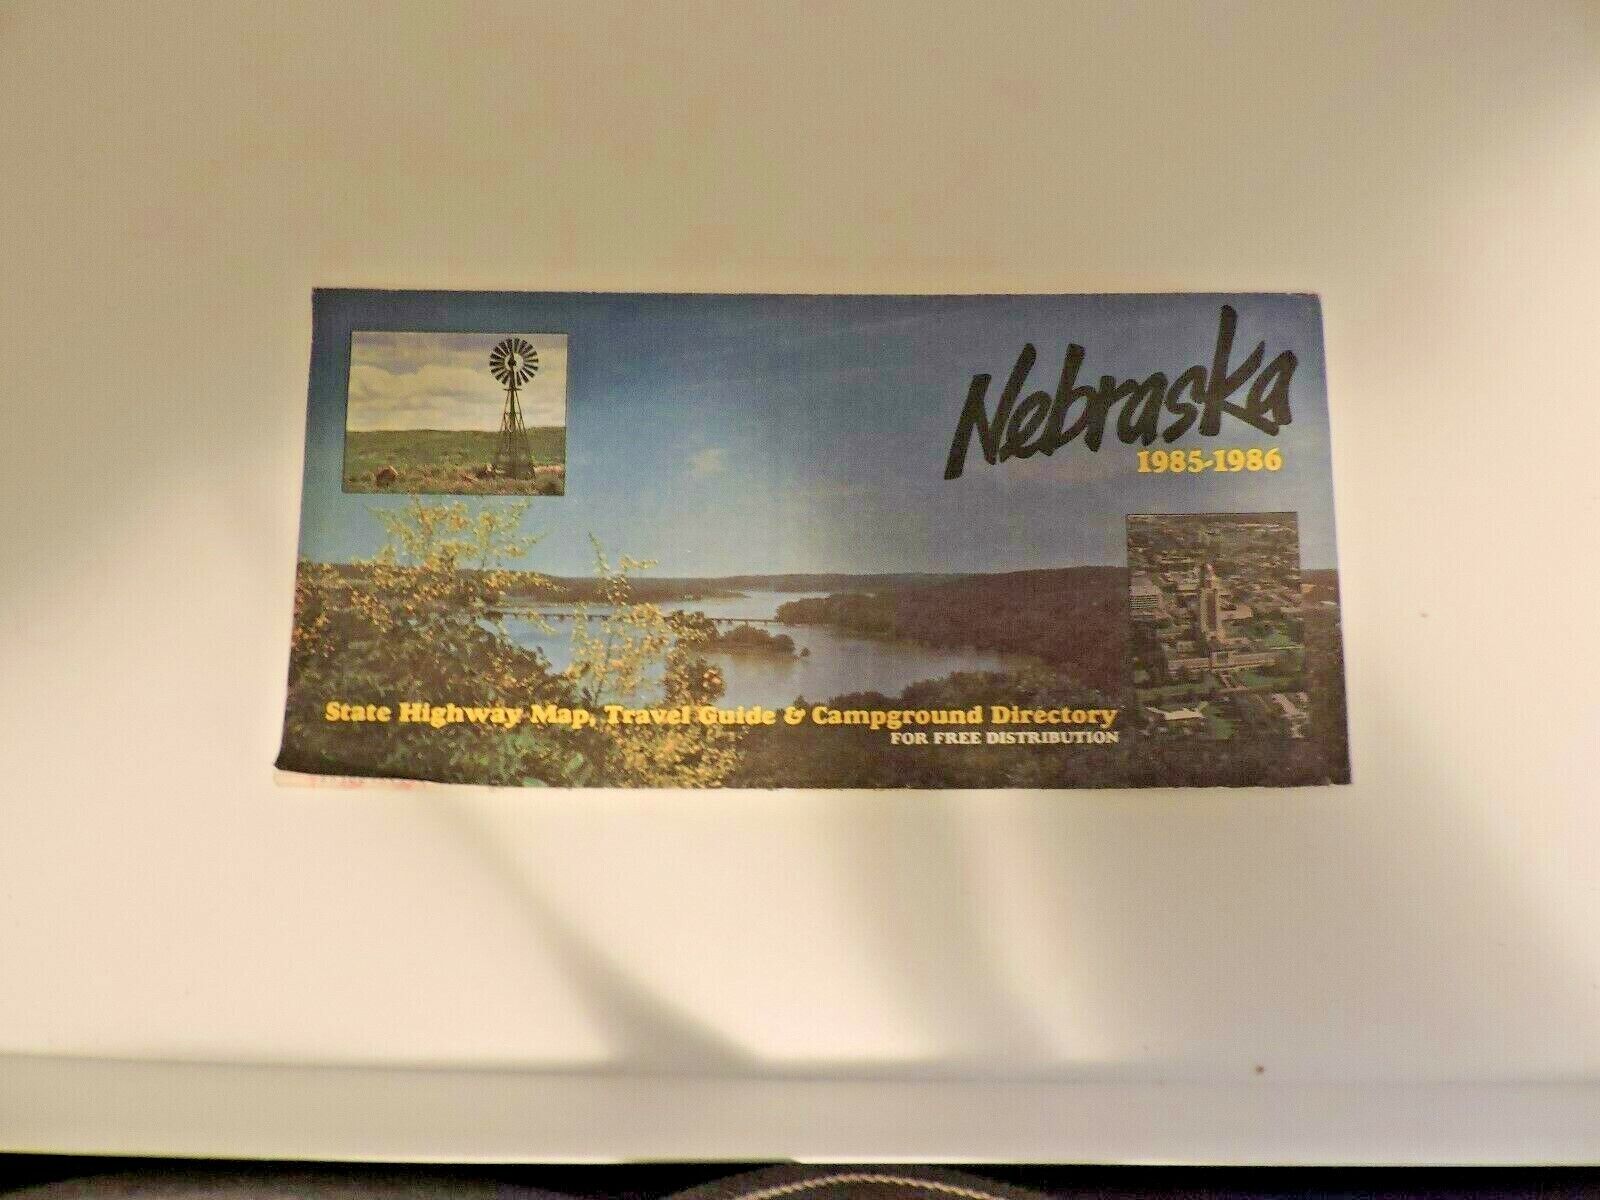 Nebraska
1985-1986
State Highway Map, Travel Guide & Campground Directory
FOR FREE DISTRIBUTION